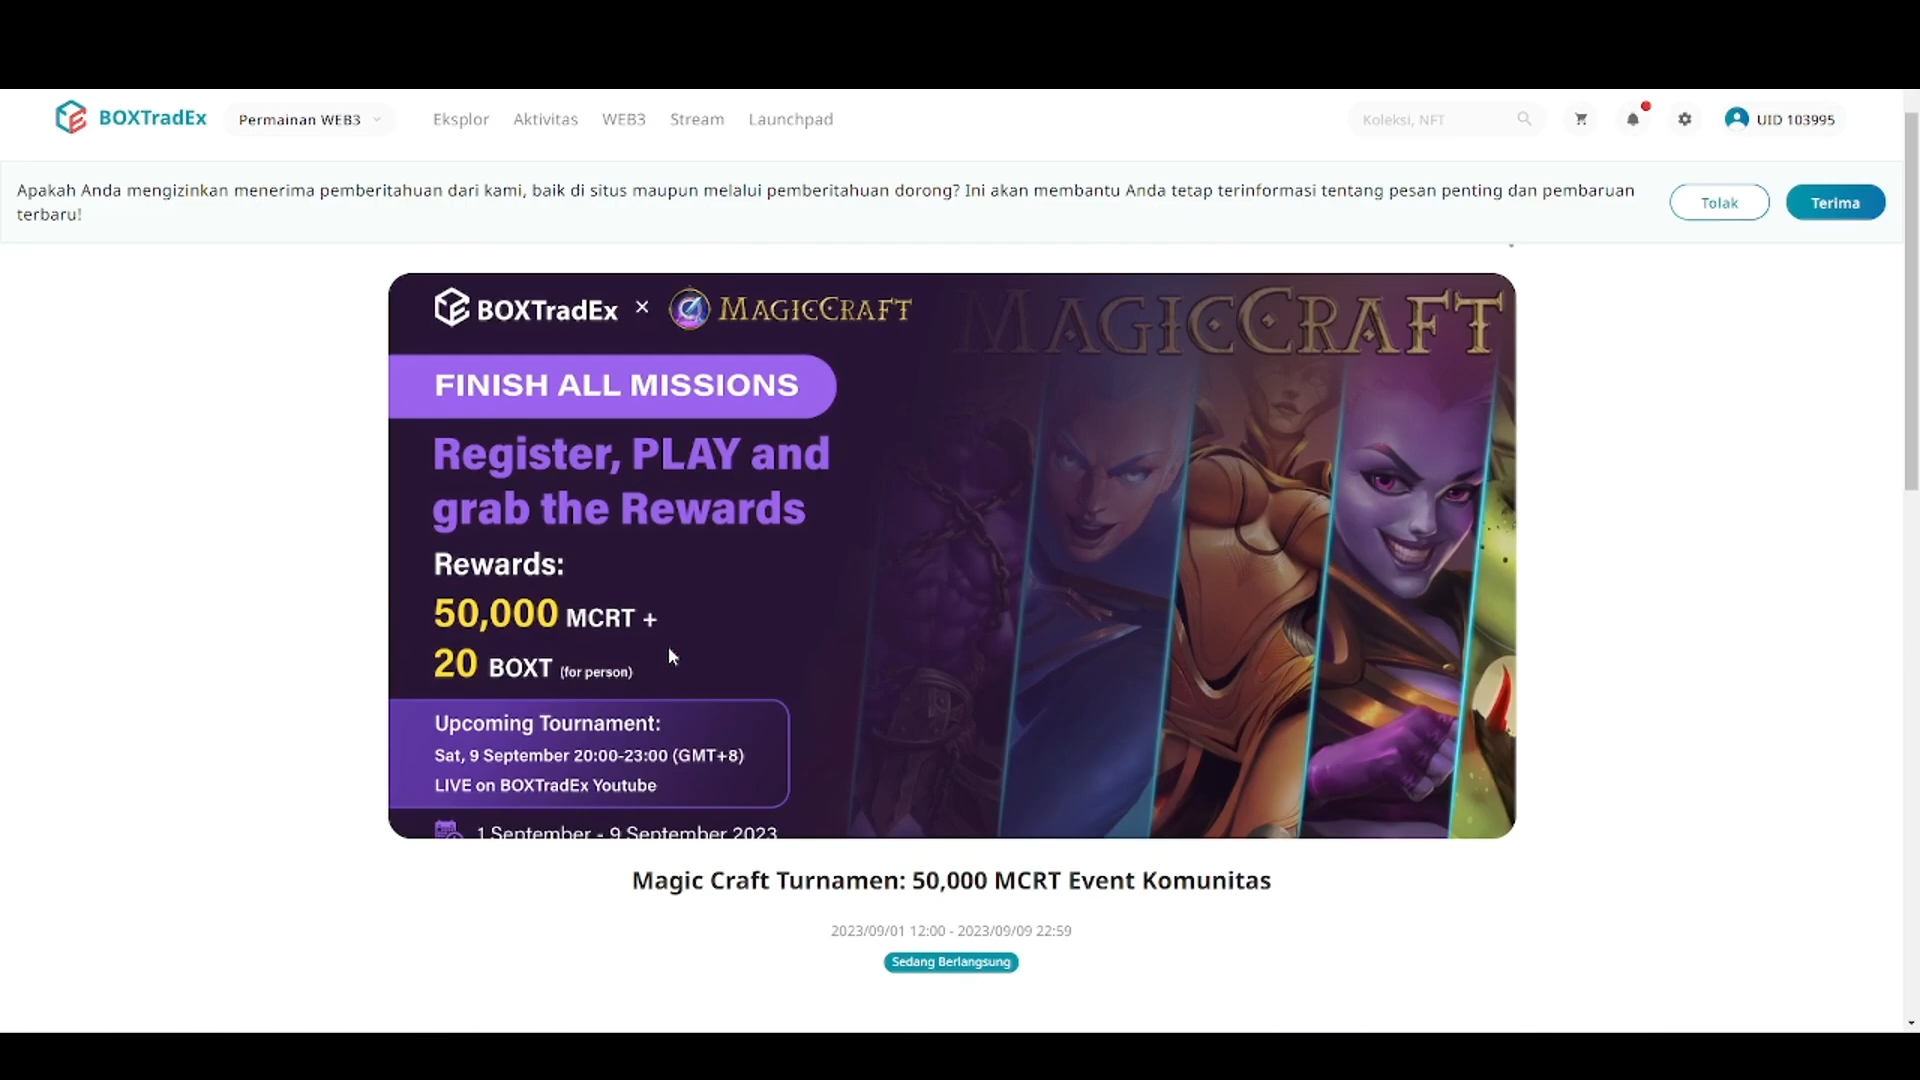 BOXTradEx
Permainan WEB3
Eksplor
Aktivitas
WEB3
Stream
Launchpad
Koleksi, NFT
UID 103995
Apakah Anda mengizinkan menerima pemberitahuan dari kami, baik di situs maupun melalui pemberitahuan dorong? Ini akan membantu Anda tetap terinformasi tentang pesan penting dan pembaruan
terbaru!
Tolak
Terima
BOXTradEx × MAGICCRAFT
MAGICCRAFT
FINISH ALL MISSIONS
Register, PLAY and
grab the Rewards
Rewards:
50,000 MCRT +
20 BOXT (for person)
Upcoming Tournament:
Sat, 9 September 20:00-23:00 (GMT+8)
LIVE on BOXTradEx Youtube
1 September - 9 September 2023
Magic Craft Turnamen: 50,000 MCRT Event Komunitas
2023/09/01 12:00 - 2023/09/09 22:59
Sedang Berlangsung